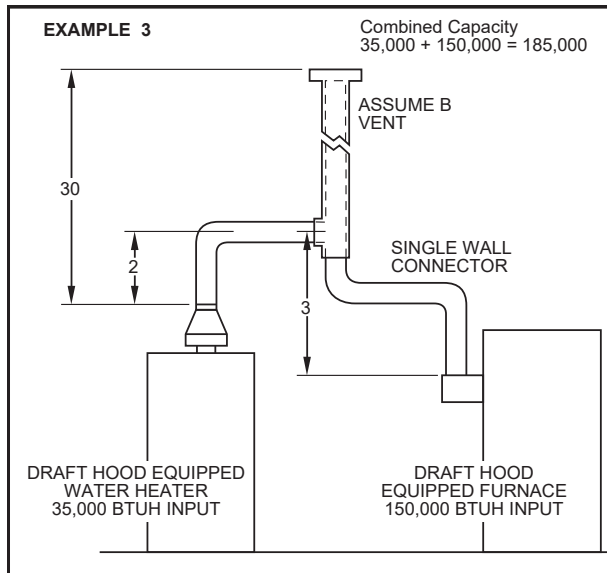 EXAMPLE 3
Combined Capacity
35,000 + 150,000 = 185,000
ASSUME B
VENT
30
2
SINGLE WALL
CONNECTOR
3
DRAFT HOOD EQUIPPED
WATER HEATER
35,000 BTUH INPUT
DRAFT HOOD
EQUIPPED FURNACE
150,000 BTUH INPUT